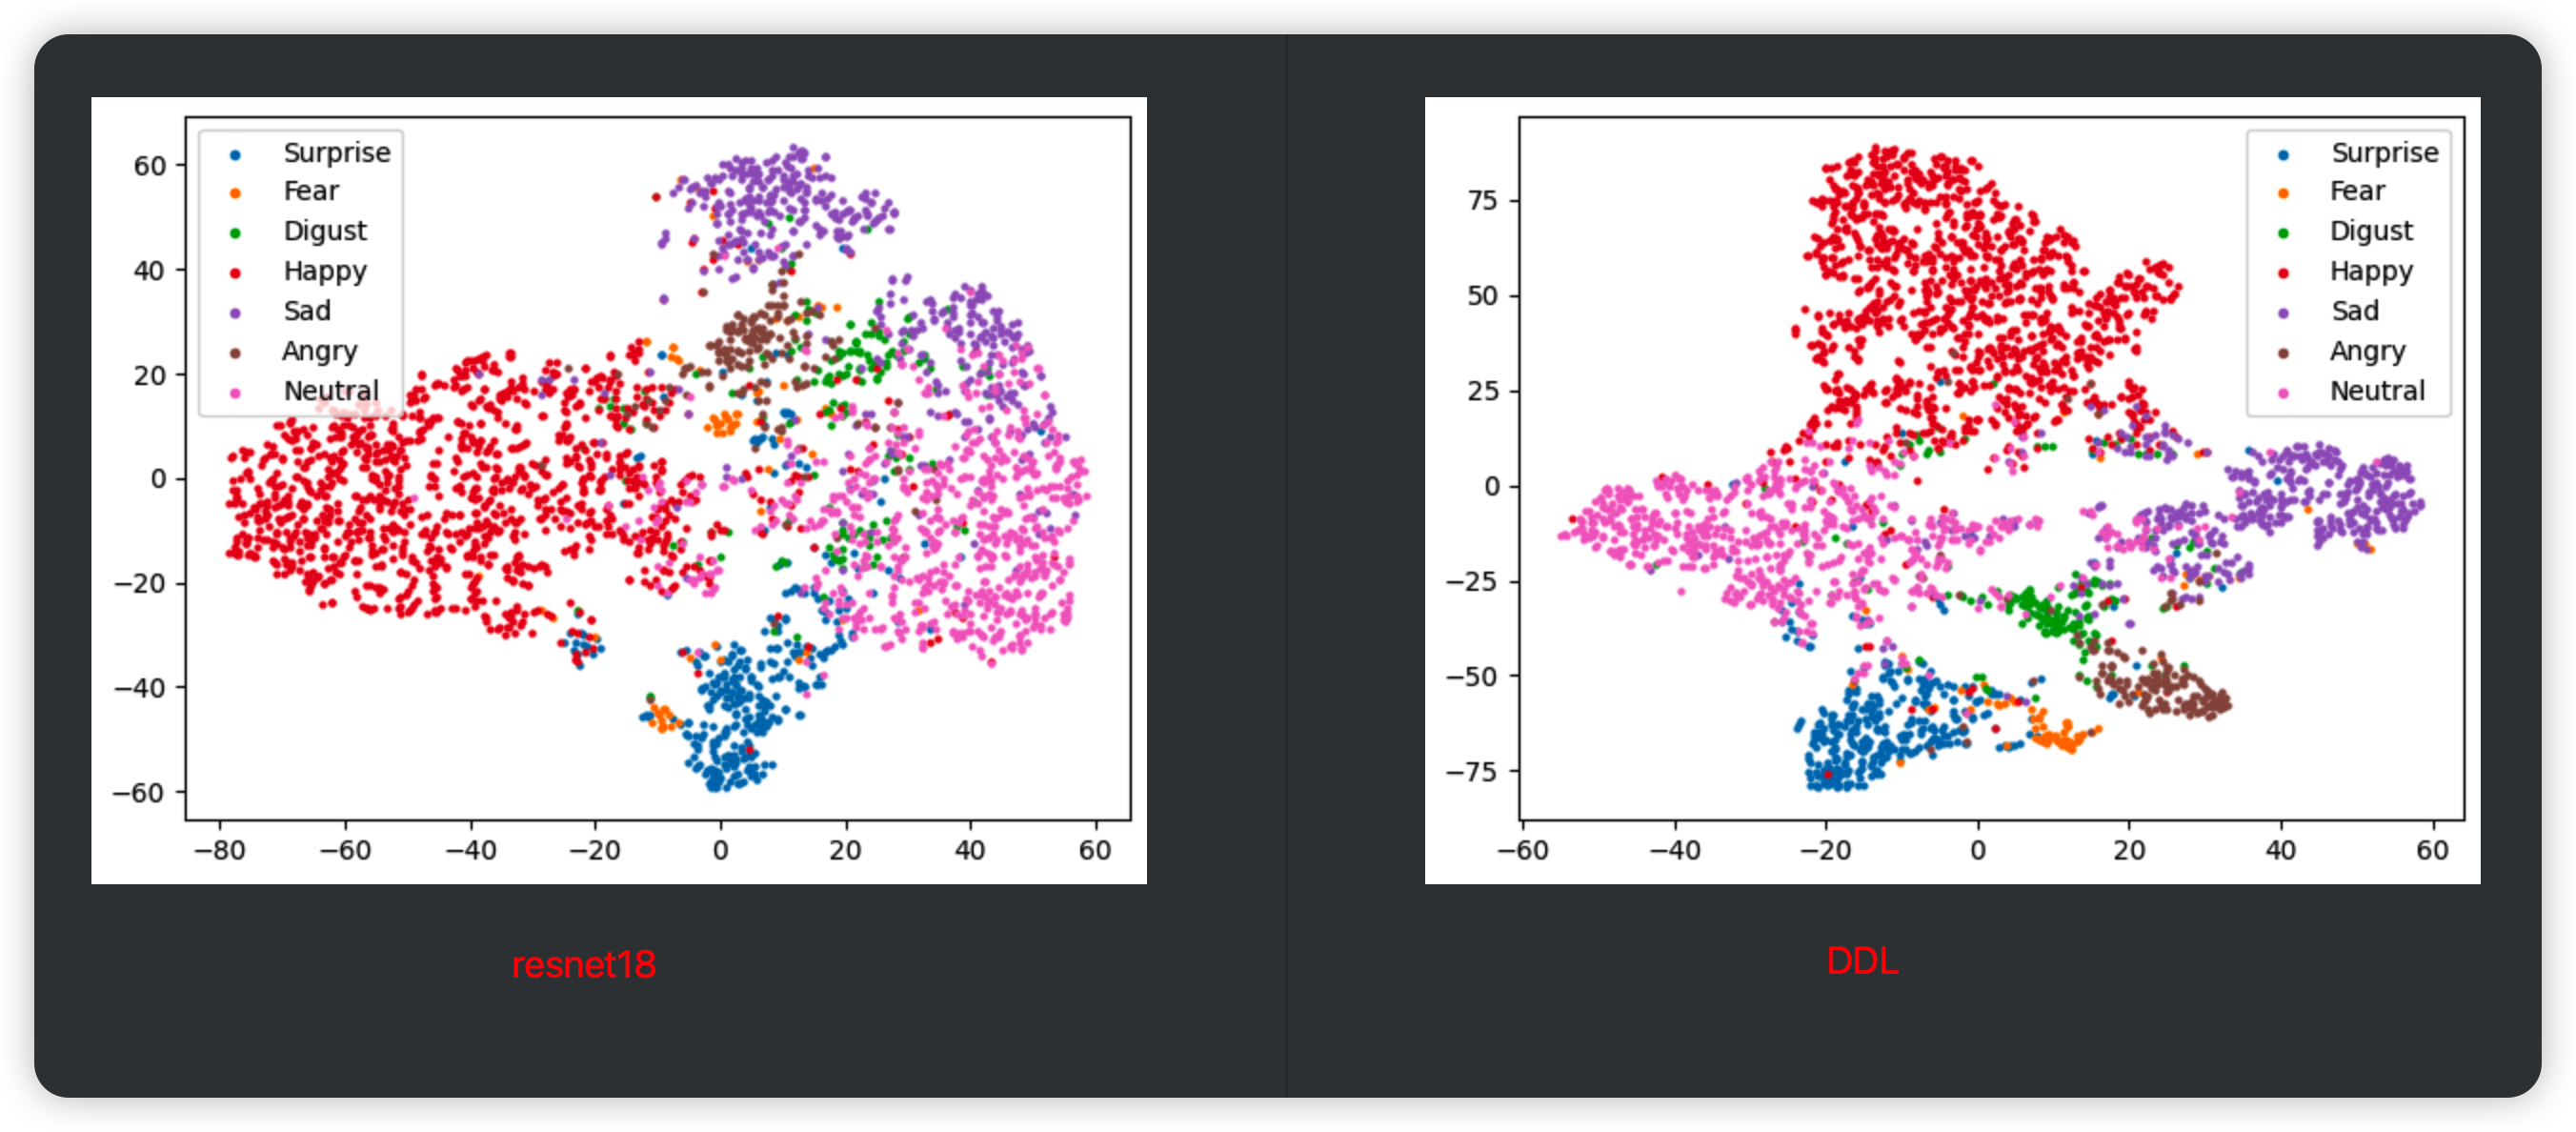 Surprise
Fear
Digust
Happy
Sad
Angry
Neutral
60
40
20
0
−20
−40
−60
−80 −60 −40 −20 0 20 40 60
resnet18
Surprise
Fear
Digust
Happy
Sad
Angry
Neutral
75
50
25
0
−25
−50
−75
−60 −40 −20 0 20 40 60
DDL